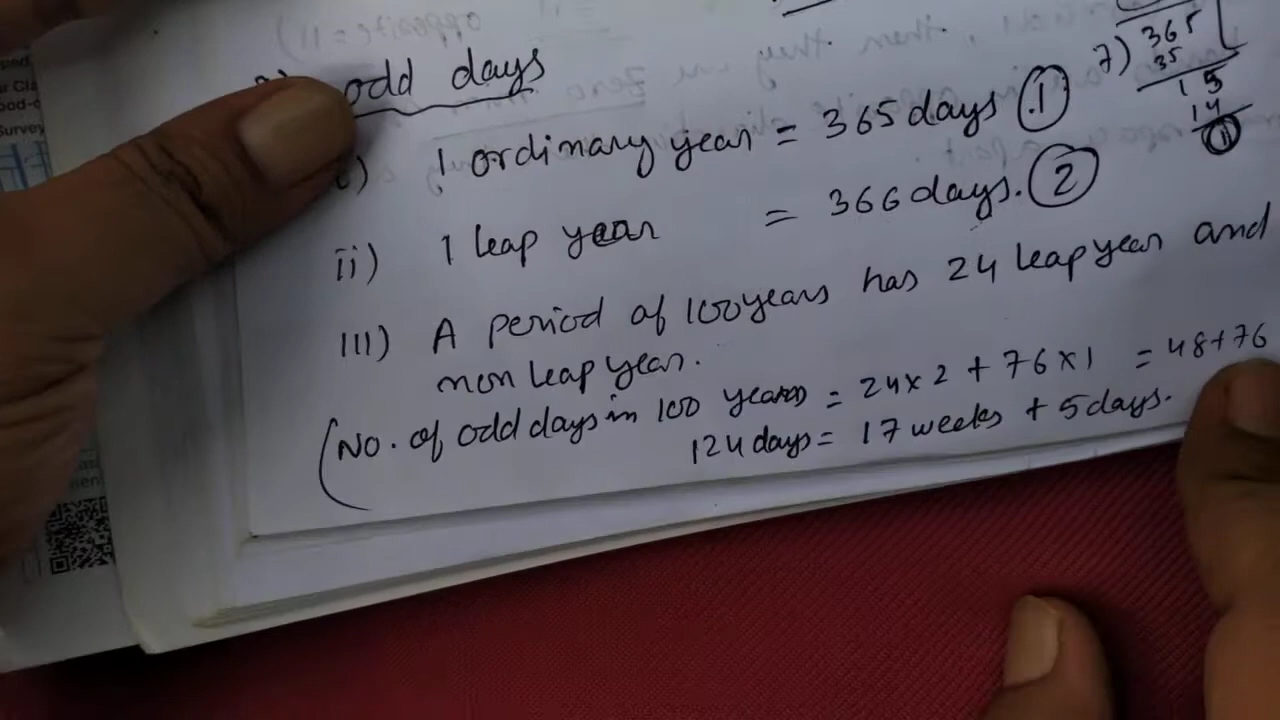 odd days
7) 365
35
15
14
1
i) 1 ordinary year = 365 days 1
ii) 1 leap year = 366 days. 2
III) A period of 100 years has 24 leap year and
non leap year.
(No. of odd days in 100 years = 24 x 2 + 76 x 1 = 48+76
124 days = 17 weeks + 5 days.
Survey